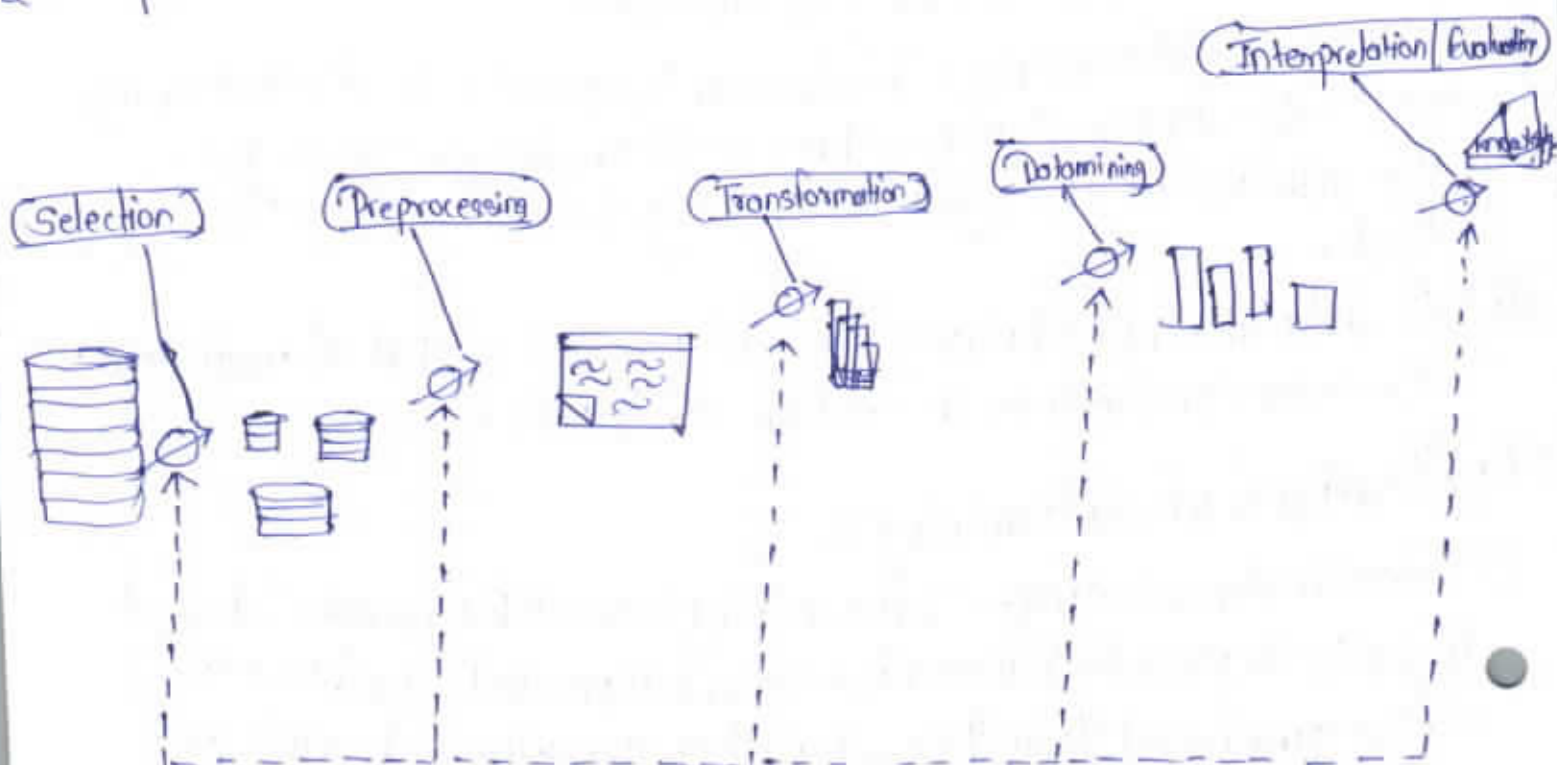 Interpretation | Evaluation
Selection
Preprocessing
Transformation
Datamining